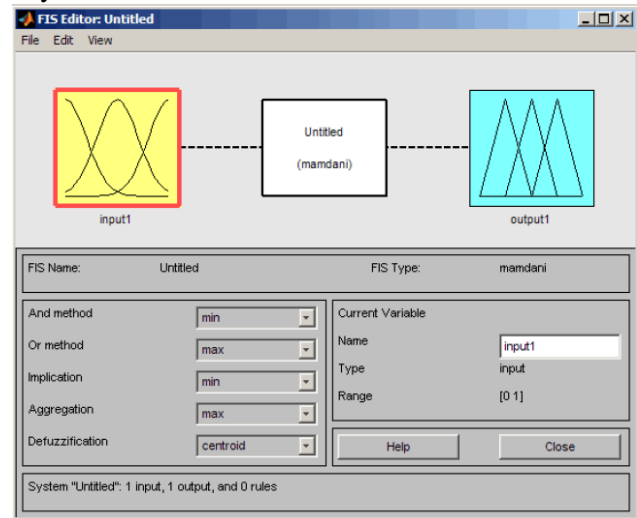 FIS Editor: Untitled
File Edit View
Untitled
(mamdani)
input1
output1
FIS Name: Untitled
FIS Type: mamdani
And method min
Or method max
Implication min
Aggregation max
Defuzzification centroid
Current Variable
Name input1
Type input
Range [0 1]
Help Close
System "Untitled": 1 input, 1 output, and 0 rules